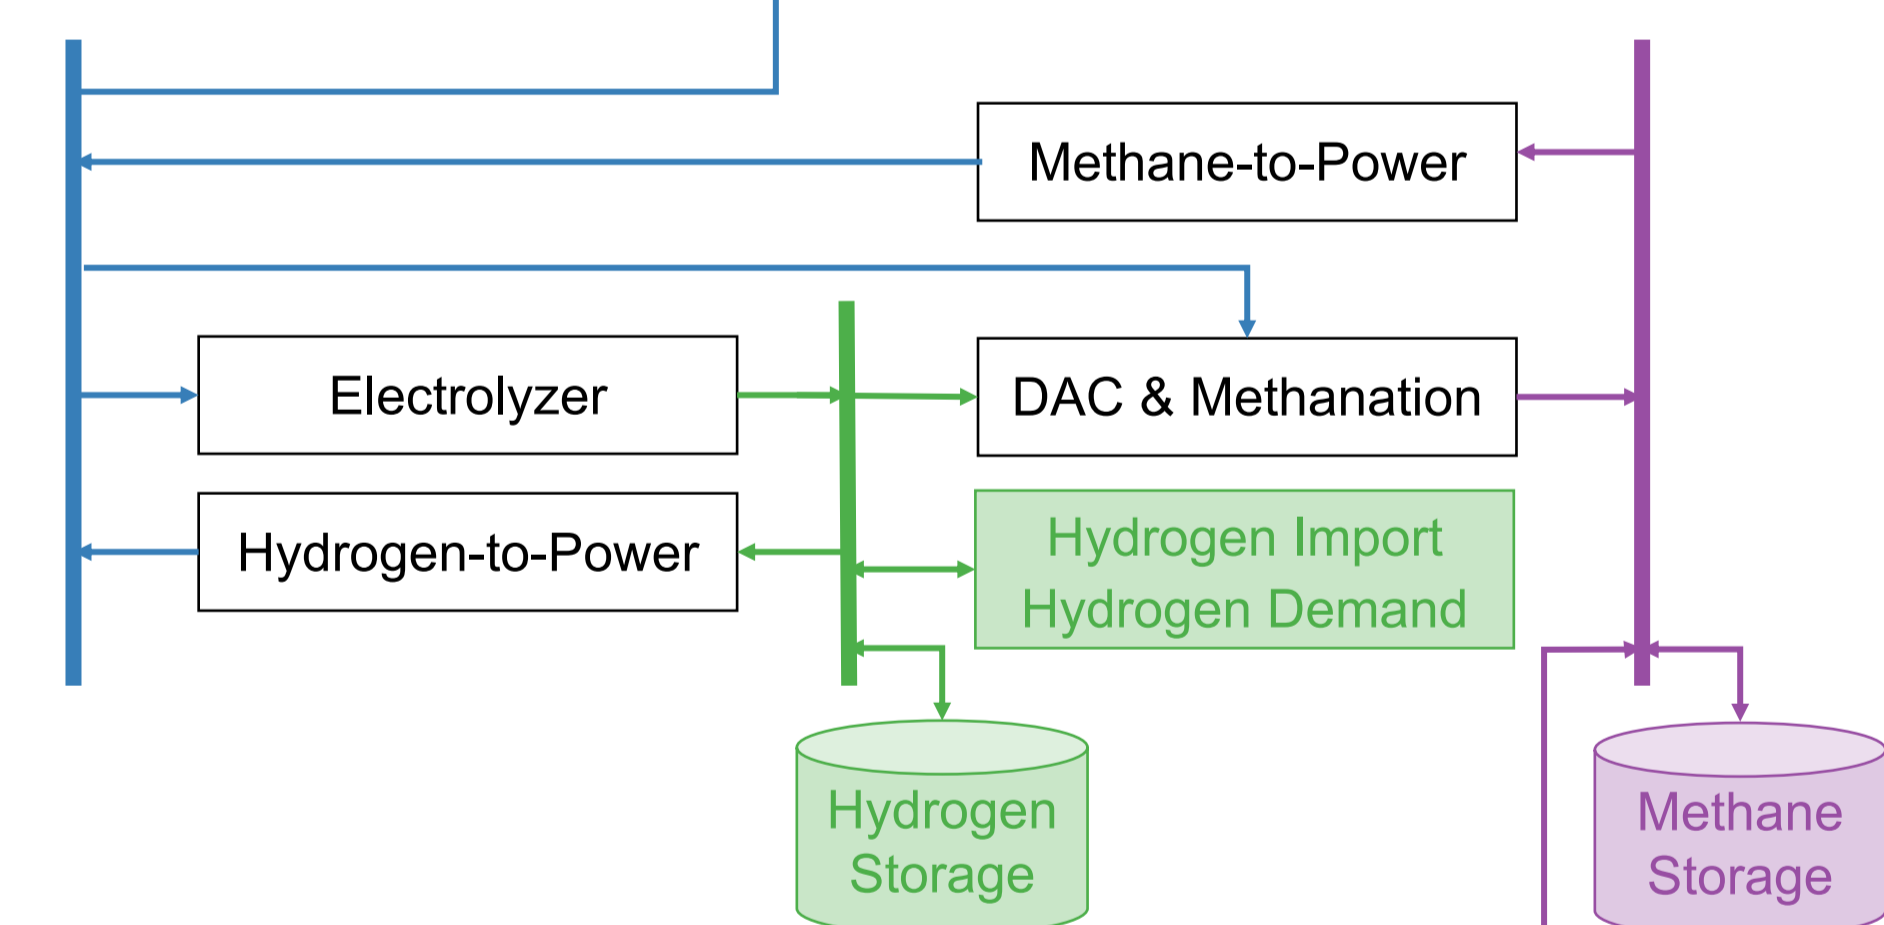 Methane-to-Power
Electrolyzer
DAC & Methanation
Hydrogen-to-Power
Hydrogen Import
Hydrogen Demand
Hydrogen
Storage
Methane
Storage